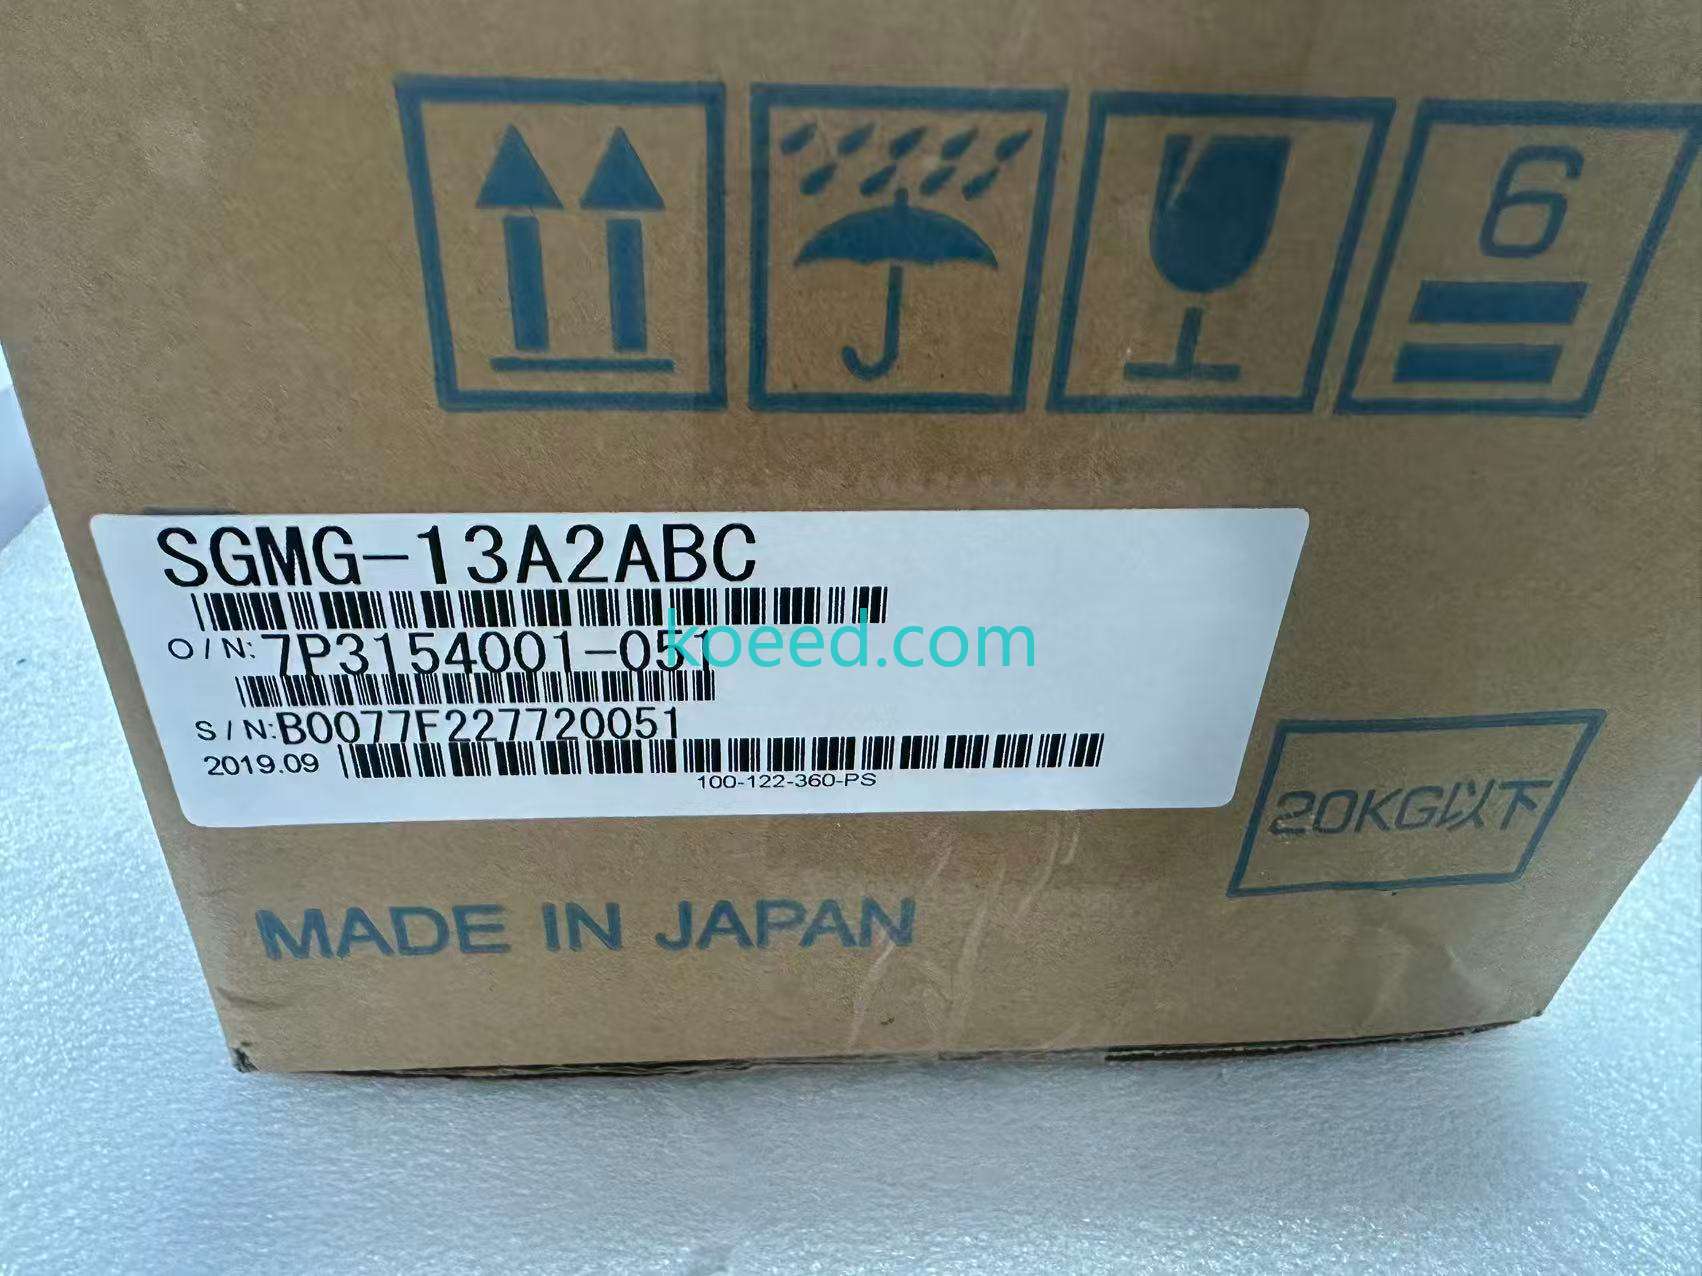 6
SGMG-13A2ABC
O/N:7P3154001-051
koeed.com
S/N:B0077F227720051
2019.09
100-122-360-PS
20KG以下
MADE IN JAPAN